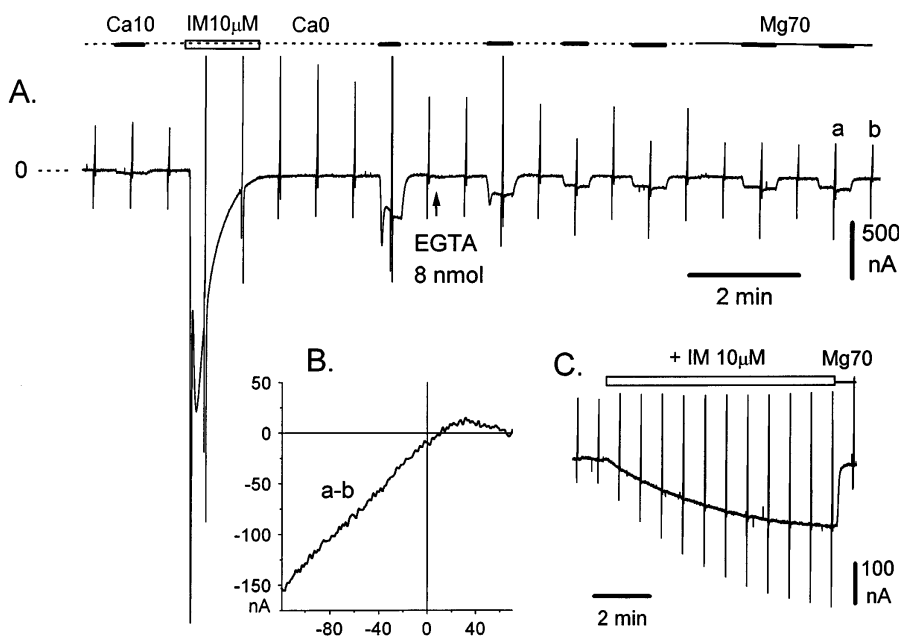 Ca10 IM10μM Ca0 Mg70
A.
a b
0
EGTA
8 nmol
500
nA
2 min
B.
50
0
-50
-100
-150
nA
a-b
-80 -40 0 40
C.
+ IM 10μM Mg70
100
nA
2 min